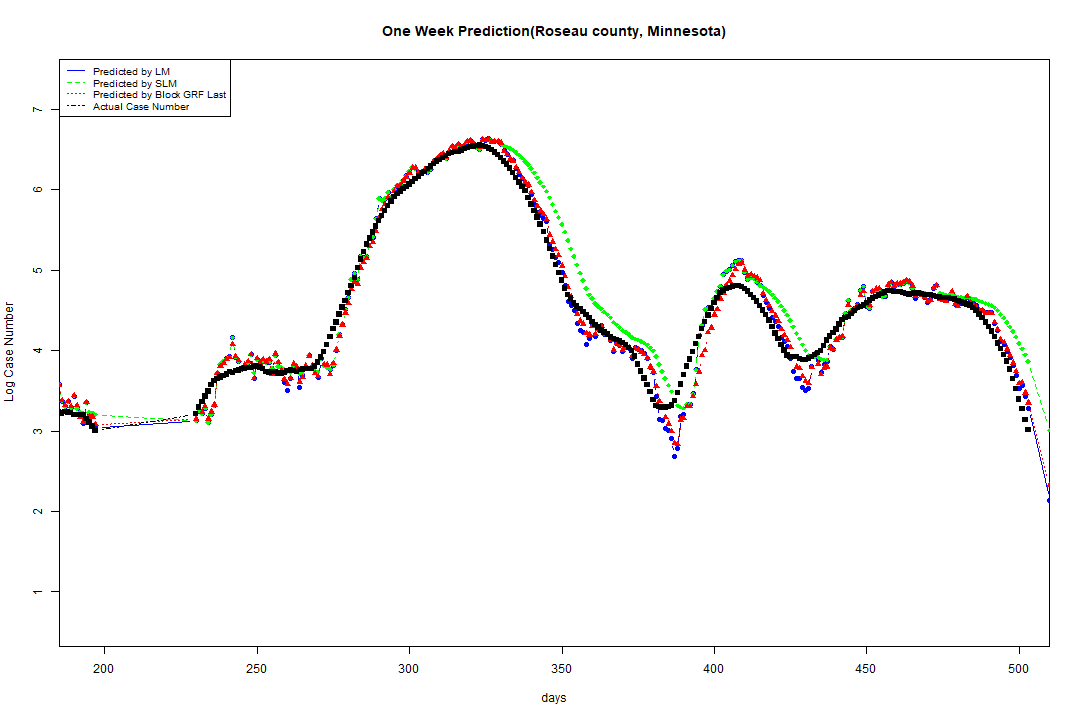 One Week Prediction(Roseau county, Minnesota)
Predicted by LM
Predicted by SLM
Predicted by Block GRF Last
Actual Case Number
Log Case Number
7
6
5
4
3
2
1
200 250 300 350 400 450 500
days